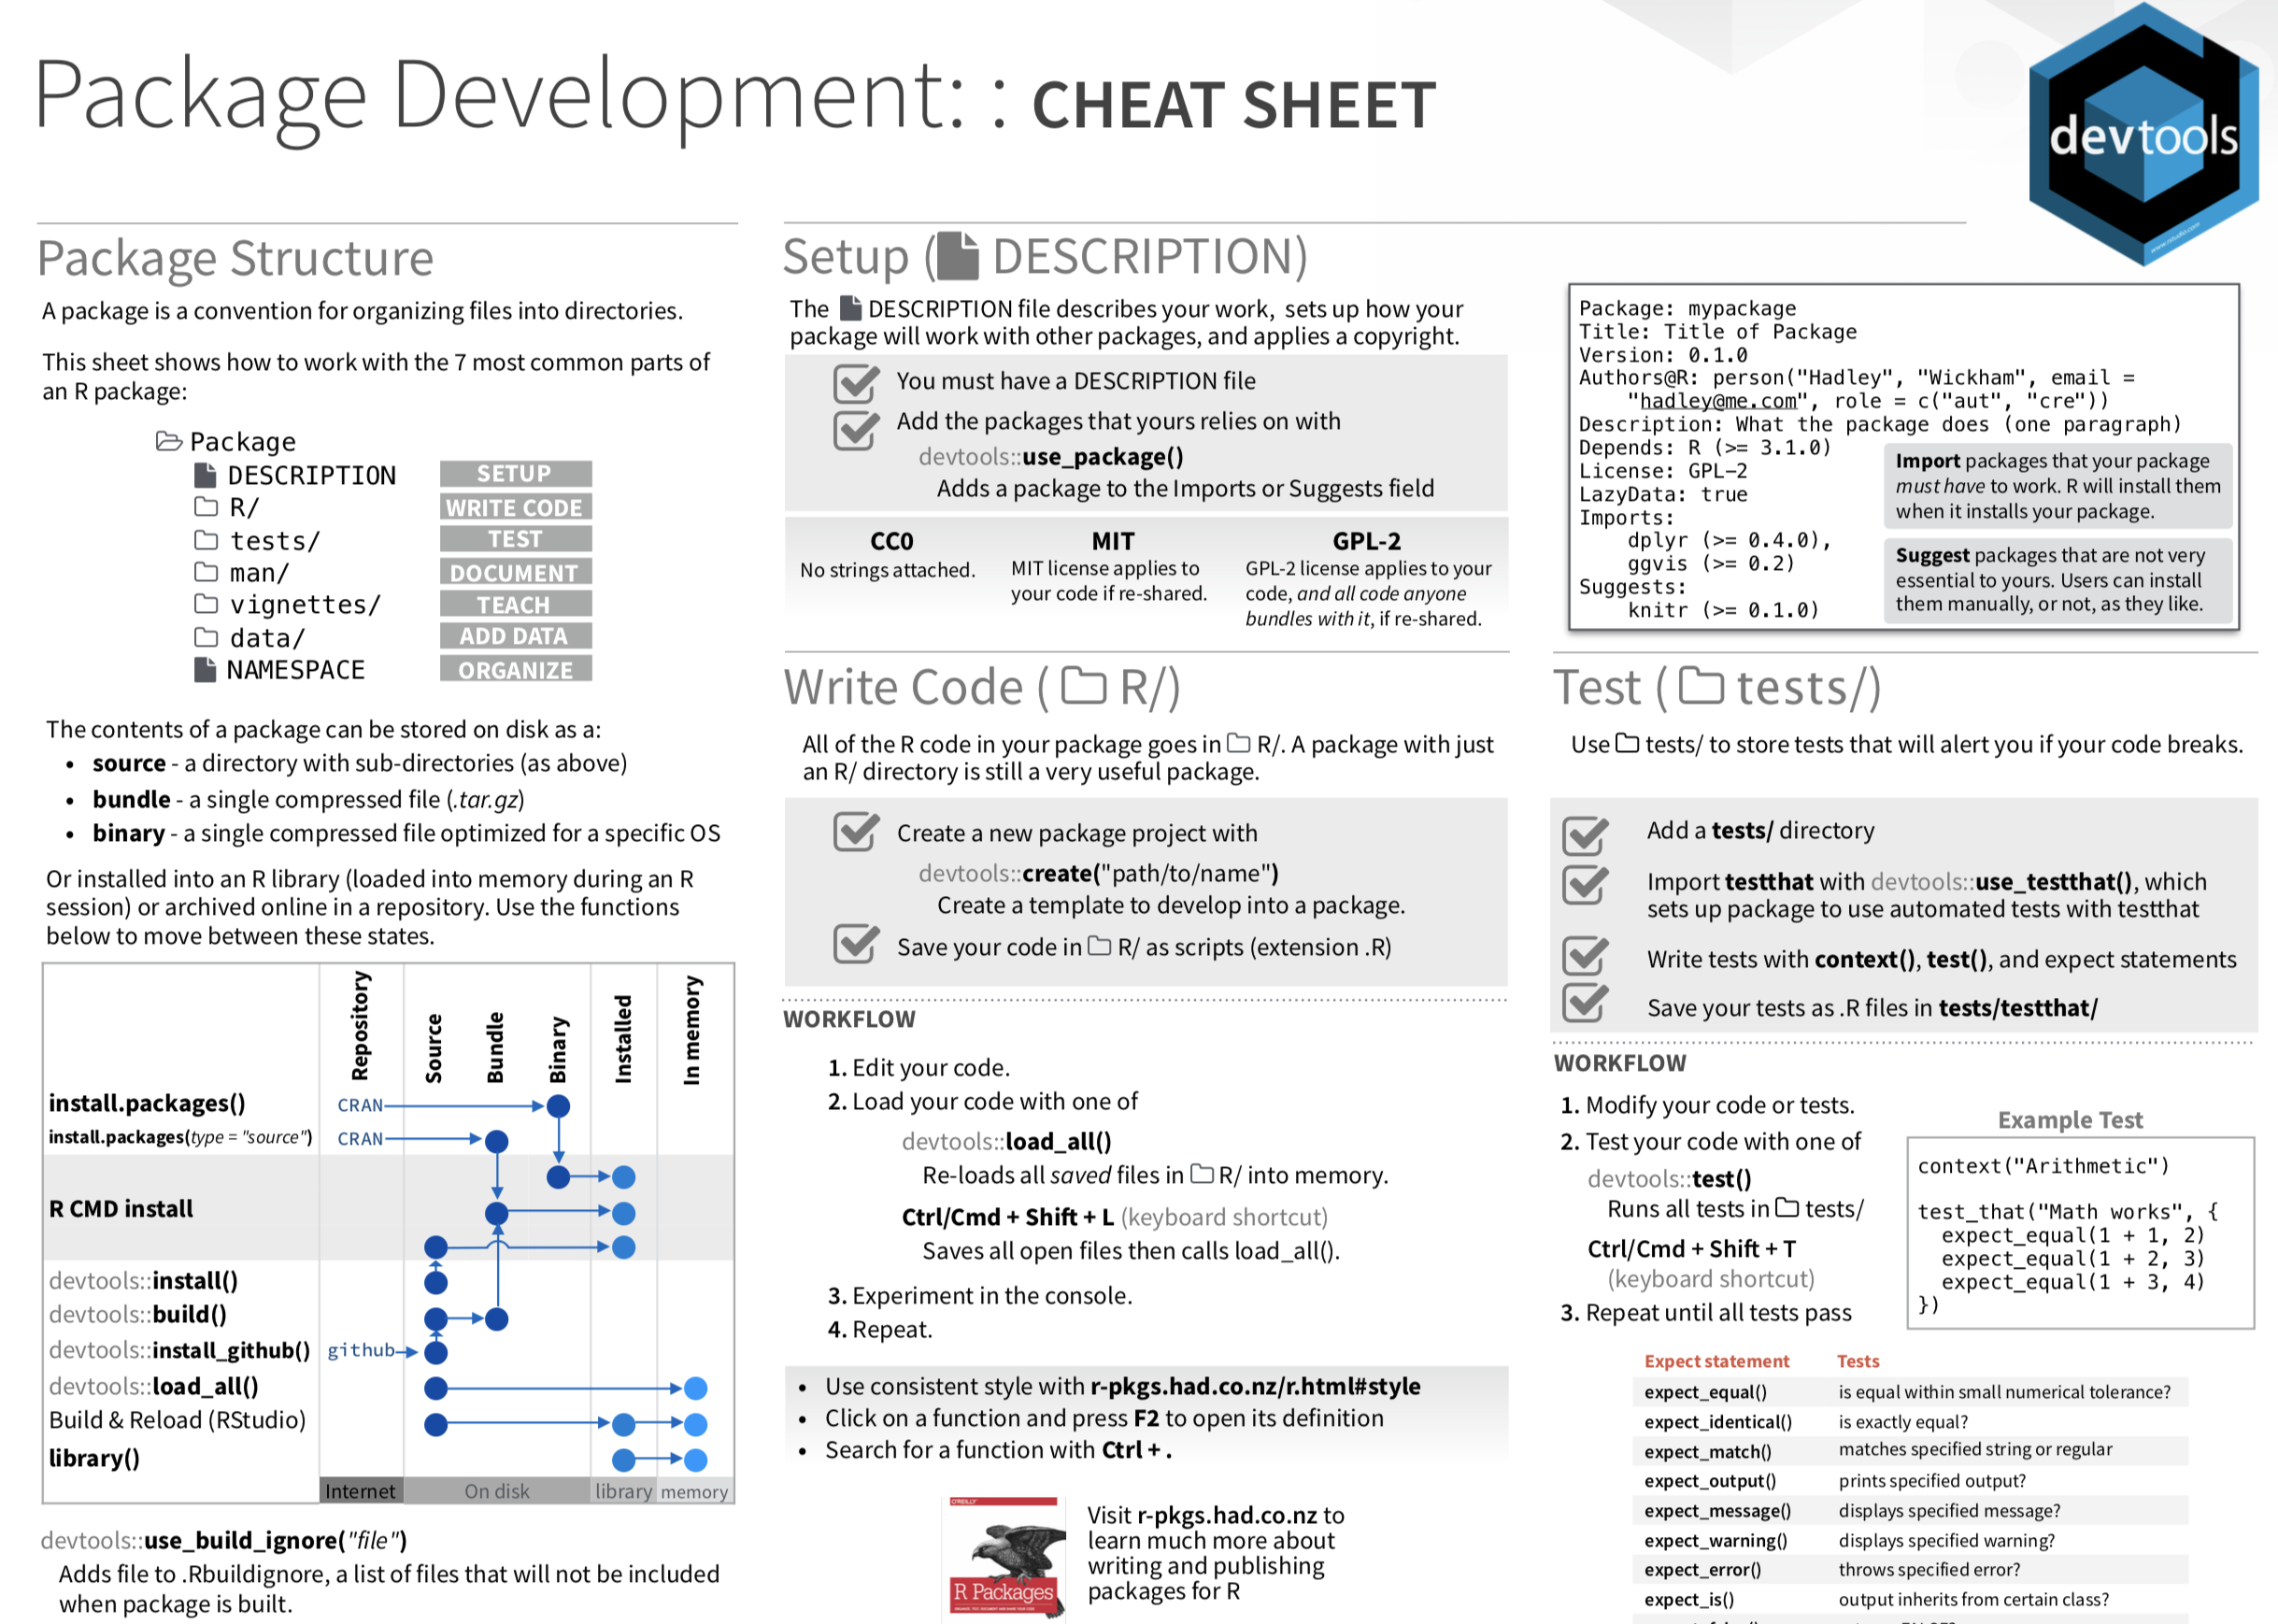 Package Development: : CHEAT SHEET
devtools
Package Structure
A package is a convention for organizing files into directories.
This sheet shows how to work with the 7 most common parts of
an R package:
Package
DESCRIPTION SETUP
R/ WRITE CODE
tests/ TEST
man/ DOCUMENT
vignettes/ TEACH
data/ ADD DATA
NAMESPACE ORGANIZE
The contents of a package can be stored on disk as a:
• source - a directory with sub-directories (as above)
• bundle - a single compressed file (.tar.gz)
• binary - a single compressed file optimized for a specific OS
Or installed into an R library (loaded into memory during an R
session) or archived online in a repository. Use the functions
below to move between these states.
Repository
Source
Bundle
Binary
Installed
In memory
install.packages() CRAN
install.packages(type = "source") CRAN
R CMD install
devtools::install()
devtools::build()
devtools::install_github() github
devtools::load_all()
Build & Reload (RStudio)
library()
Internet On disk library memory
devtools::use_build_ignore("file")
Adds file to .Rbuildignore, a list of files that will not be included
when package is built.
Setup ( DESCRIPTION)
The DESCRIPTION file describes your work, sets up how your
package will work with other packages, and applies a copyright.
You must have a DESCRIPTION file
Add the packages that yours relies on with
devtools::use_package()
Adds a package to the Imports or Suggests field
CC0
No strings attached.
MIT
MIT license applies to
your code if re-shared.
GPL-2
GPL-2 license applies to your
code, and all code anyone
bundles with it, if re-shared.
Package: mypackage
Title: Title of Package
Version: 0.1.0
Authors@R: person("Hadley", "Wickham", email =
"hadley@me.com", role = c("aut", "cre"))
Description: What the package does (one paragraph)
Depends: R (>= 3.1.0)
License: GPL-2
LazyData: true
Imports:
dplyr (>= 0.4.0),
ggvis (>= 0.2)
Suggests:
knitr (>= 0.1.0)
Import packages that your package
must have to work. R will install them
when it installs your package.
Suggest packages that are not very
essential to yours. Users can install
them manually, or not, as they like.
Write Code ( R/)
All of the R code in your package goes in R/. A package with just
an R/ directory is still a very useful package.
Create a new package project with
devtools::create("path/to/name")
Create a template to develop into a package.
Save your code in R/ as scripts (extension .R)
WORKFLOW
1. Edit your code.
2. Load your code with one of
devtools::load_all()
Re-loads all saved files in R/ into memory.
Ctrl/Cmd + Shift + L (keyboard shortcut)
Saves all open files then calls load_all().
3. Experiment in the console.
4. Repeat.
• Use consistent style with r-pkgs.had.co.nz/r.html#style
• Click on a function and press F2 to open its definition
• Search for a function with Ctrl + .
O'REILLY
R Packages
Visit r-pkgs.had.co.nz to
learn much more about
writing and publishing
packages for R
Test ( tests/)
Use tests/ to store tests that will alert you if your code breaks.
Add a tests/ directory
Import testthat with devtools::use_testthat(), which
sets up package to use automated tests with testthat
Write tests with context(), test(), and expect statements
Save your tests as .R files in tests/testthat/
WORKFLOW
1. Modify your code or tests.
2. Test your code with one of
devtools::test()
Runs all tests in tests/
Ctrl/Cmd + Shift + T
(keyboard shortcut)
3. Repeat until all tests pass
Example Test
context("Arithmetic")
test_that("Math works", {
expect_equal(1 + 1, 2)
expect_equal(1 + 2, 3)
expect_equal(1 + 3, 4)
})
Expect statement Tests
expect_equal() is equal within small numerical tolerance?
expect_identical() is exactly equal?
expect_match() matches specified string or regular
expect_output() prints specified output?
expect_message() displays specified message?
expect_warning() displays specified warning?
expect_error() throws specified error?
expect_is() output inherits from certain class?